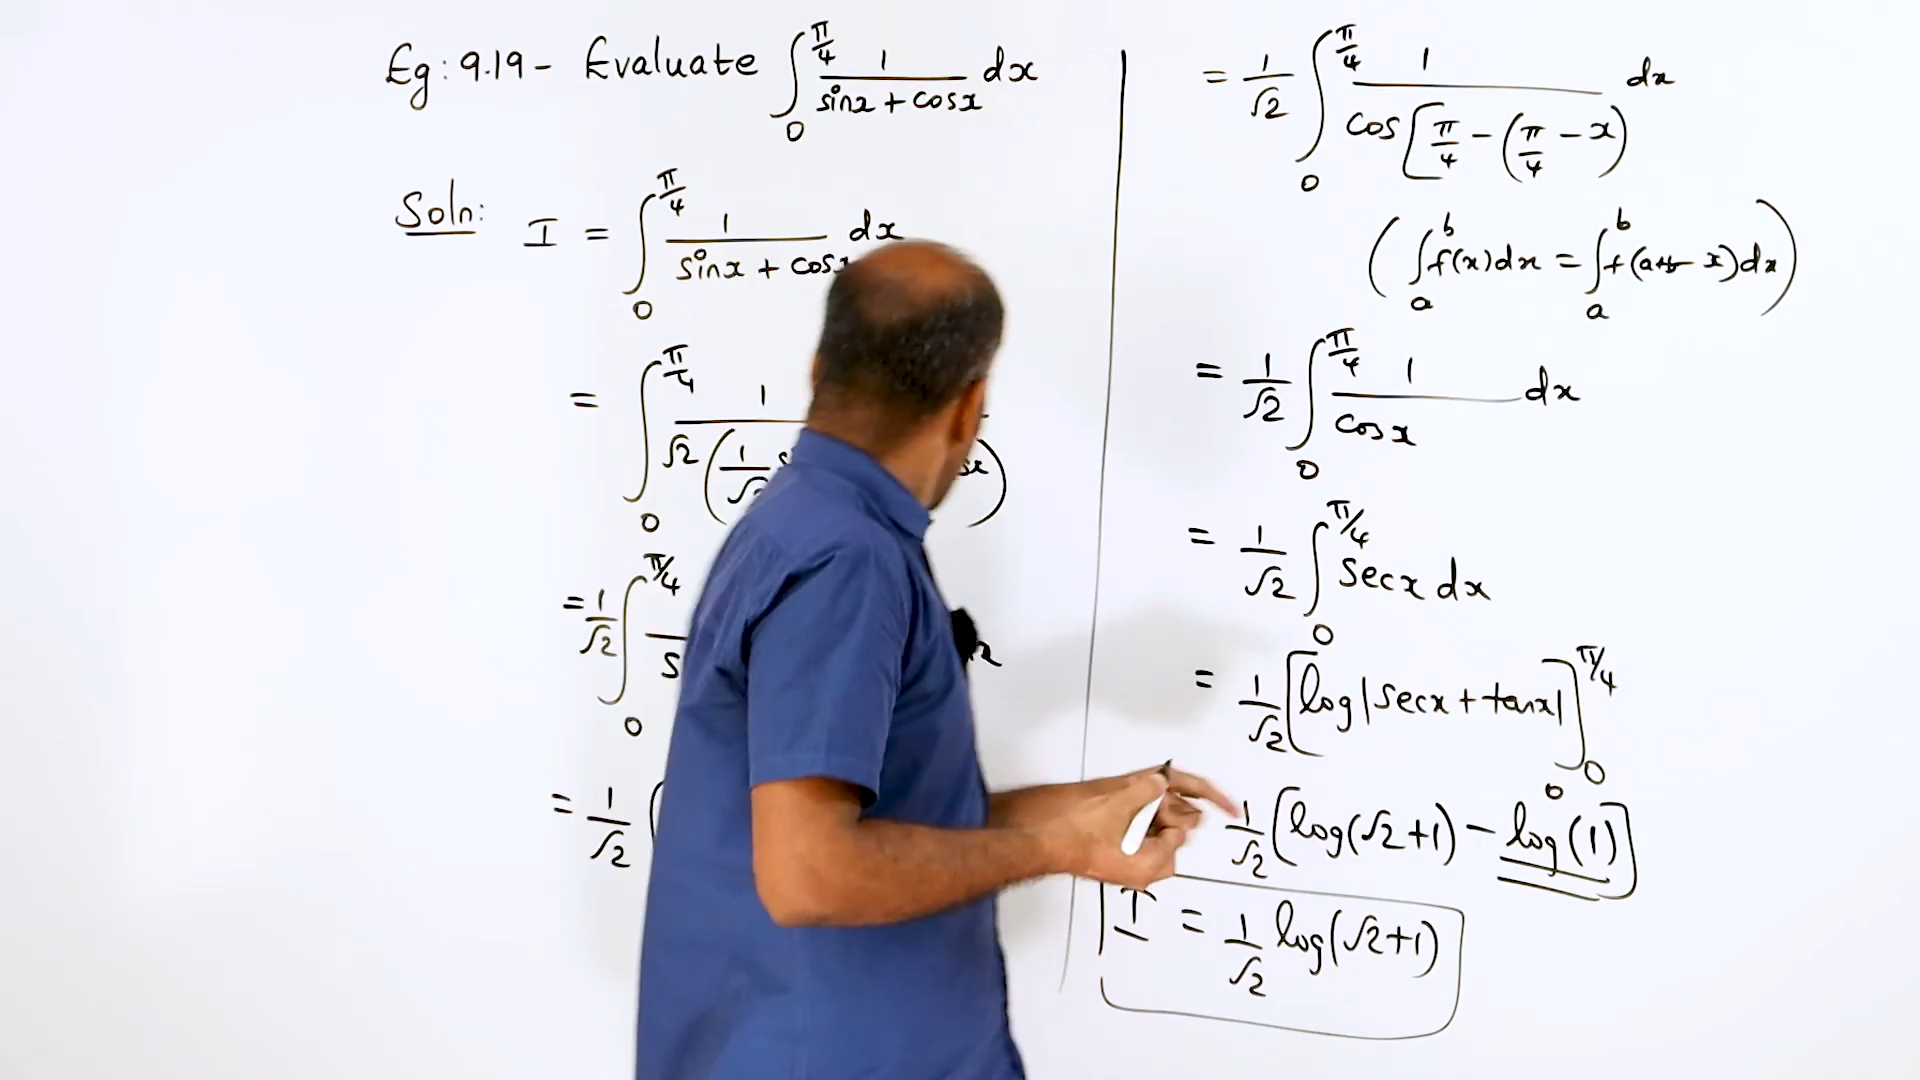 Eg: 9.19 - Evaluate ∫₀^(π/4) 1/(sinx + cosx) dx
Soln: I = ∫₀^(π/4) 1/(sinx + cosx dx
= ∫₀^(π/4) 1/(√2 (1/√2 s x)
= 1/√2 ∫₀^(π/4) s
= 1/√2 (
= 1/√2 ∫₀^(π/4) 1/(cos[π/4 - (π/4 - x)) dx
(∫ₐᵇ f(x)dx = ∫ₐᵇ f(a+b - x)dx)
= 1/√2 ∫₀^(π/4) 1/cosx dx
= 1/√2 ∫₀^(π/4) secx dx
= 1/√2 [log|secx + tanx|]₀^(π/4)
1/√2 [log(√2+1) - log(1)] 0
I = 1/√2 log(√2+1)